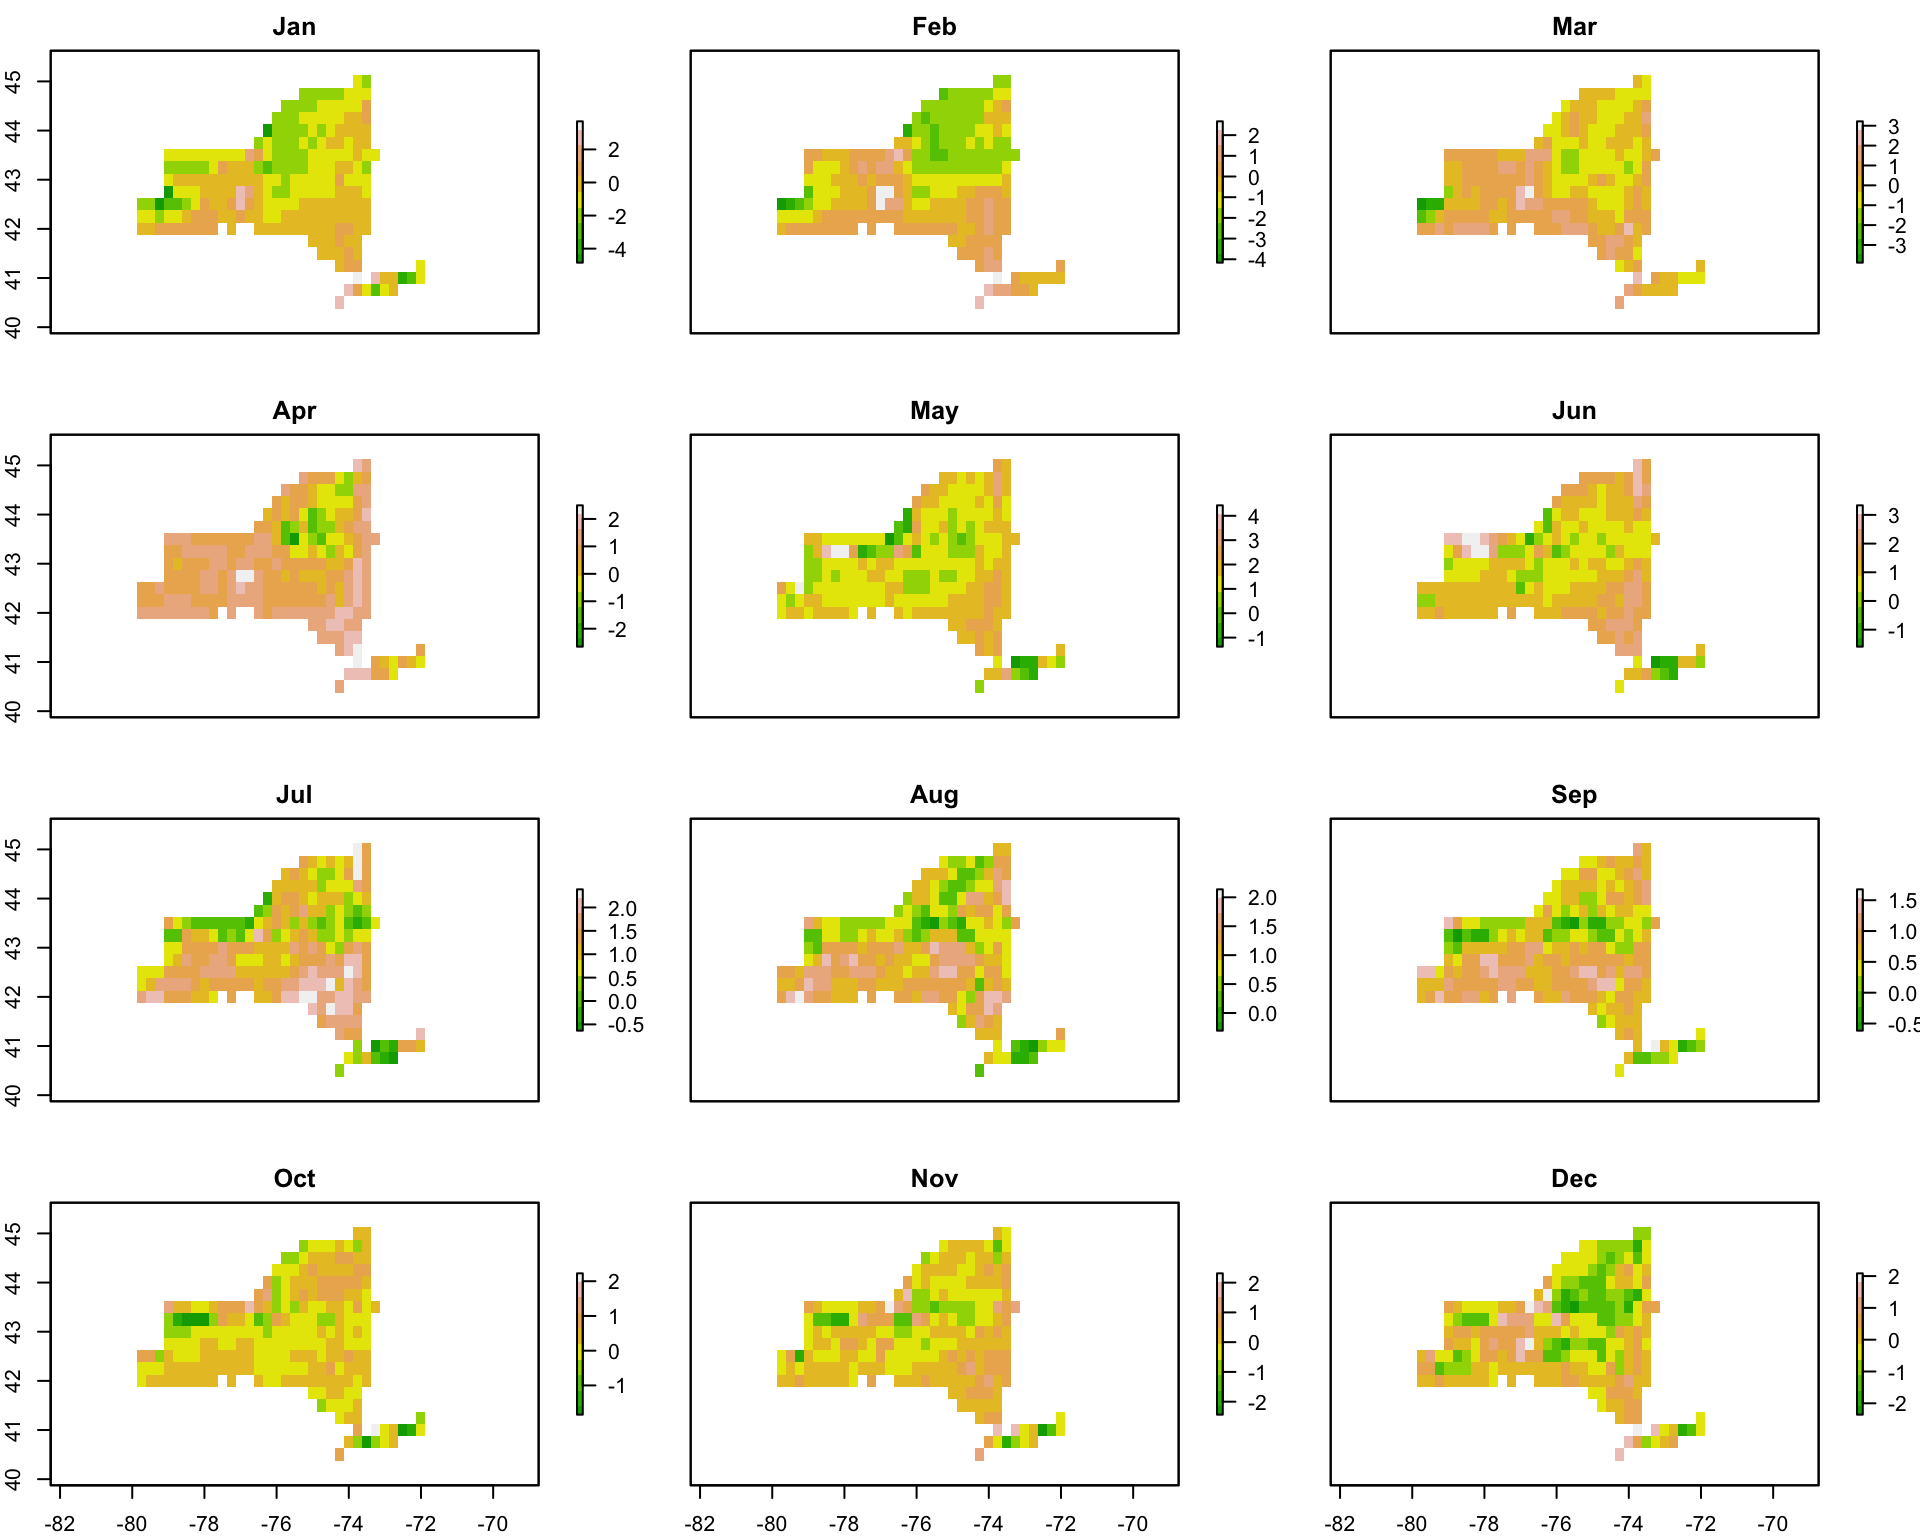 Jan Feb Mar
45 44 43 42 41 40
2 0 -2 -4
2 1 0 -1 -2 -3 -4
3 2 1 0 -1 -2 -3
Apr May Jun
45 44 43 42 41 40
2 1 0 -1 -2
4 3 2 1 0 -1
3 2 1 0 -1
Jul Aug Sep
45 44 43 42 41 40
2.0 1.5 1.0 0.5 0.0 -0.5
2.0 1.5 1.0 0.5 0.0
1.5 1.0 0.5 0.0 -0.5
Oct Nov Dec
45 44 43 42 41 40
2 1 0 -1
2 1 0 -1 -2
2 1 0 -1 -2
-82 -80 -78 -76 -74 -72 -70
-82 -80 -78 -76 -74 -72 -70
-82 -80 -78 -76 -74 -72 -70